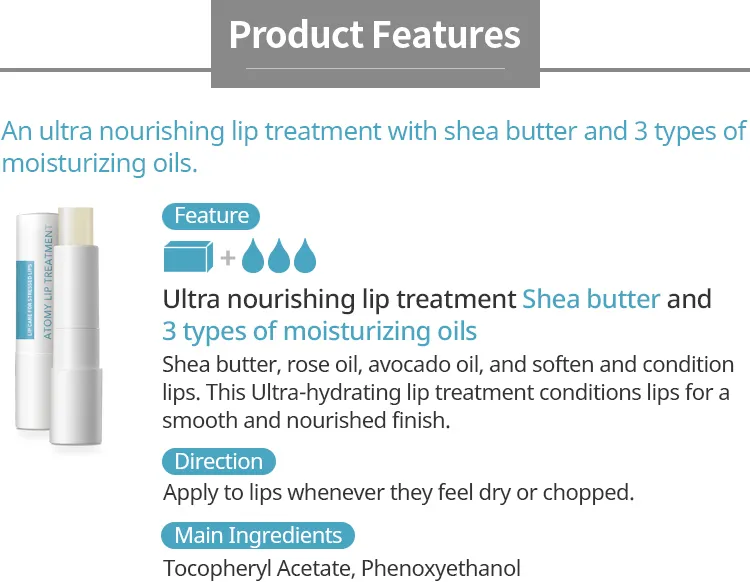 Product Features
An ultra nourishing lip treatment with shea butter and 3 types of
moisturizing oils.
LIP CARE FOR STRESSED LIPS
ATOMY LIP TREATMENT
Feature
+
Ultra nourishing lip treatment Shea butter and
3 types of moisturizing oils
Shea butter, rose oil, avocado oil, and soften and condition
lips. This Ultra-hydrating lip treatment conditions lips for a
smooth and nourished finish.
Direction
Apply to lips whenever they feel dry or chopped.
Main Ingredients
Tocopheryl Acetate, Phenoxyethanol